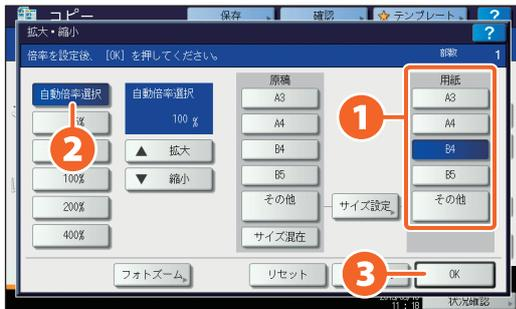 コピー 保存 確認 テンプレート ?
拡大・縮小 ?
倍率を設定後、[OK] を押してください。 部数 1
自動倍率選択 自動倍率選択 原稿 用紙
100 % A3 A3
1
A4 A4
2
▲ 拡大 B4 B4
100% ▼ 縮小 B5 B5
200% その他 サイズ設定 その他
400% サイズ混在
フォトズーム リセット 3 OK
11:18 状況確認